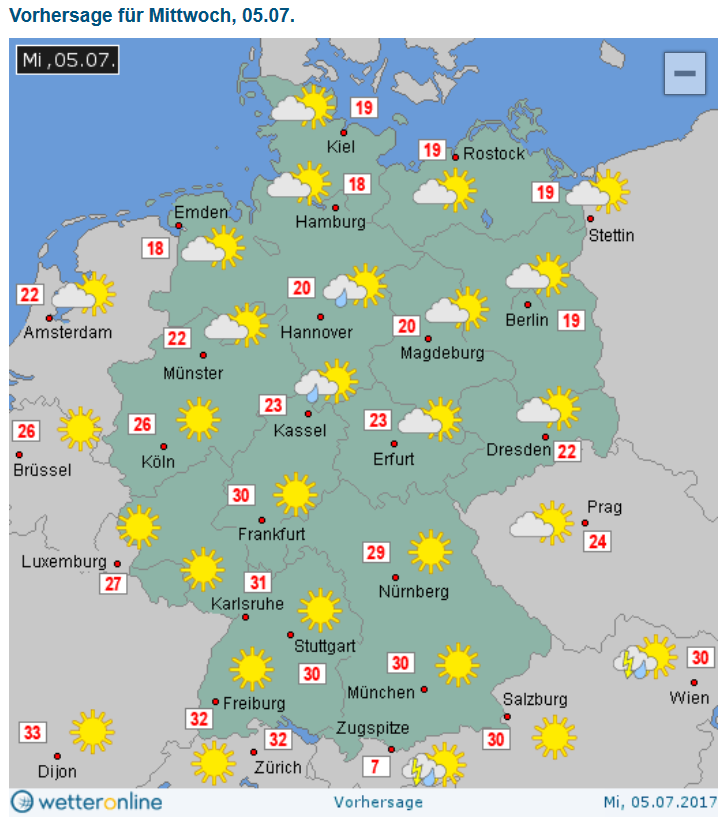 Vorhersage für Mittwoch, 05.07.
Mi ,05.07.
19
Kiel
19
Rostock
18
Hamburg
19
Stettin
Emden
18
22
Amsterdam
20
Hannover
Berlin
19
22
Münster
20
Magdeburg
26
Brüssel
26
Köln
23
Kassel
23
Erfurt
Dresden
22
30
Frankfurt
Prag
24
Luxemburg
27
29
Nürnberg
31
Karlsruhe
Stuttgart
30
30
München
30
Wien
Freiburg
32
Salzburg
30
33
Dijon
32
Zürich
Zugspitze
7
wetteronline
Vorhersage
Mi, 05.07.2017